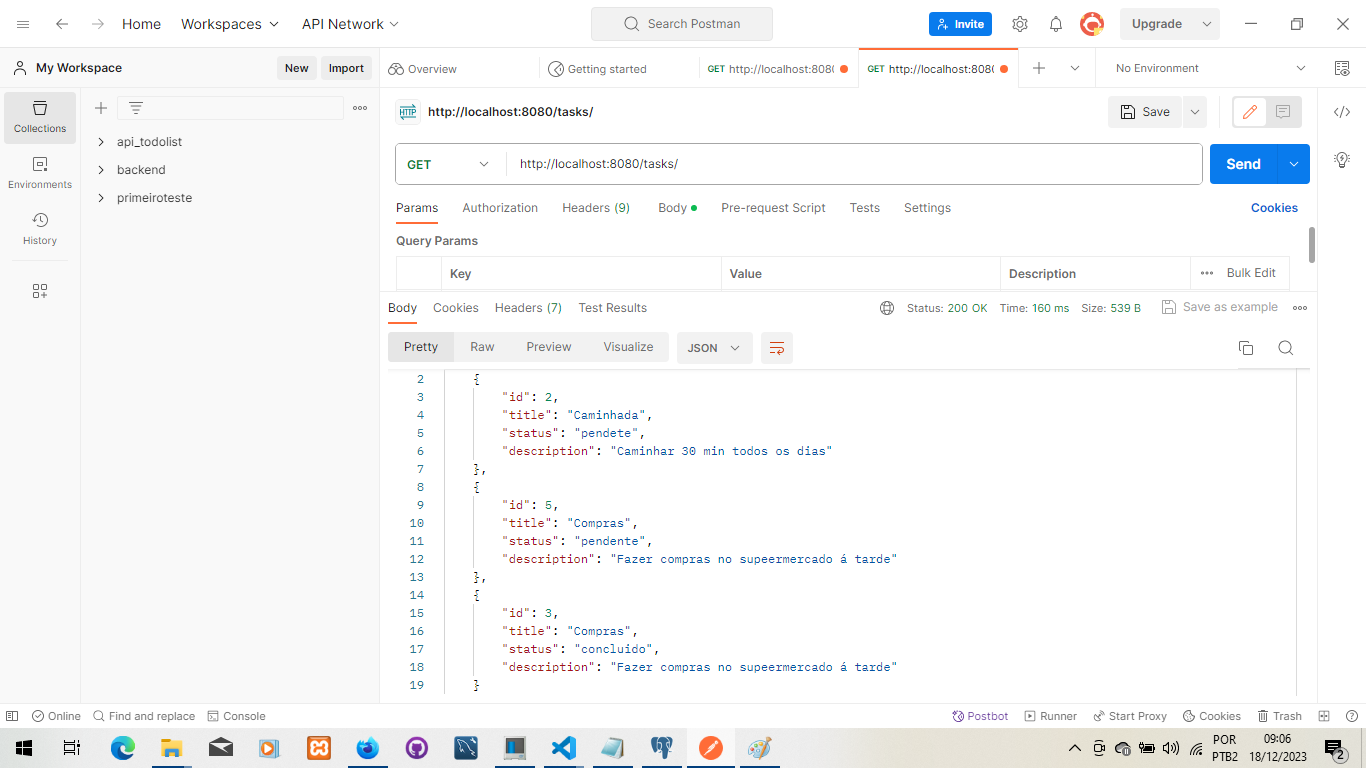 Home Workspaces API Network Search Postman Invite Upgrade
My Workspace New Import Overview Getting started GET http://localhost:808( GET http://localhost:808( No Environment
Collections
Environments
History
api_todolist
backend
primeiroteste
HTTP http://localhost:8080/tasks/ Save
GET http://localhost:8080/tasks/ Send
Params Authorization Headers (9) Body Pre-request Script Tests Settings Cookies
Query Params
Key Value Description Bulk Edit
Body Cookies Headers (7) Test Results Status: 200 OK Time: 160 ms Size: 539 B Save as example
Pretty Raw Preview Visualize JSON
2 {
3 "id": 2,
4 "title": "Caminhada",
5 "status": "pendete",
6 "description": "Caminhar 30 min todos os dias"
7 },
8 {
9 "id": 5,
10 "title": "Compras",
11 "status": "pendente",
12 "description": "Fazer compras no supeermercado á tarde"
13 },
14 {
15 "id": 3,
16 "title": "Compras",
17 "status": "concluido",
18 "description": "Fazer compras no supeermercado á tarde"
19 }
Online Find and replace Console Postbot Runner Start Proxy Cookies Trash
POR 09:06
PTB2 18/12/2023 2